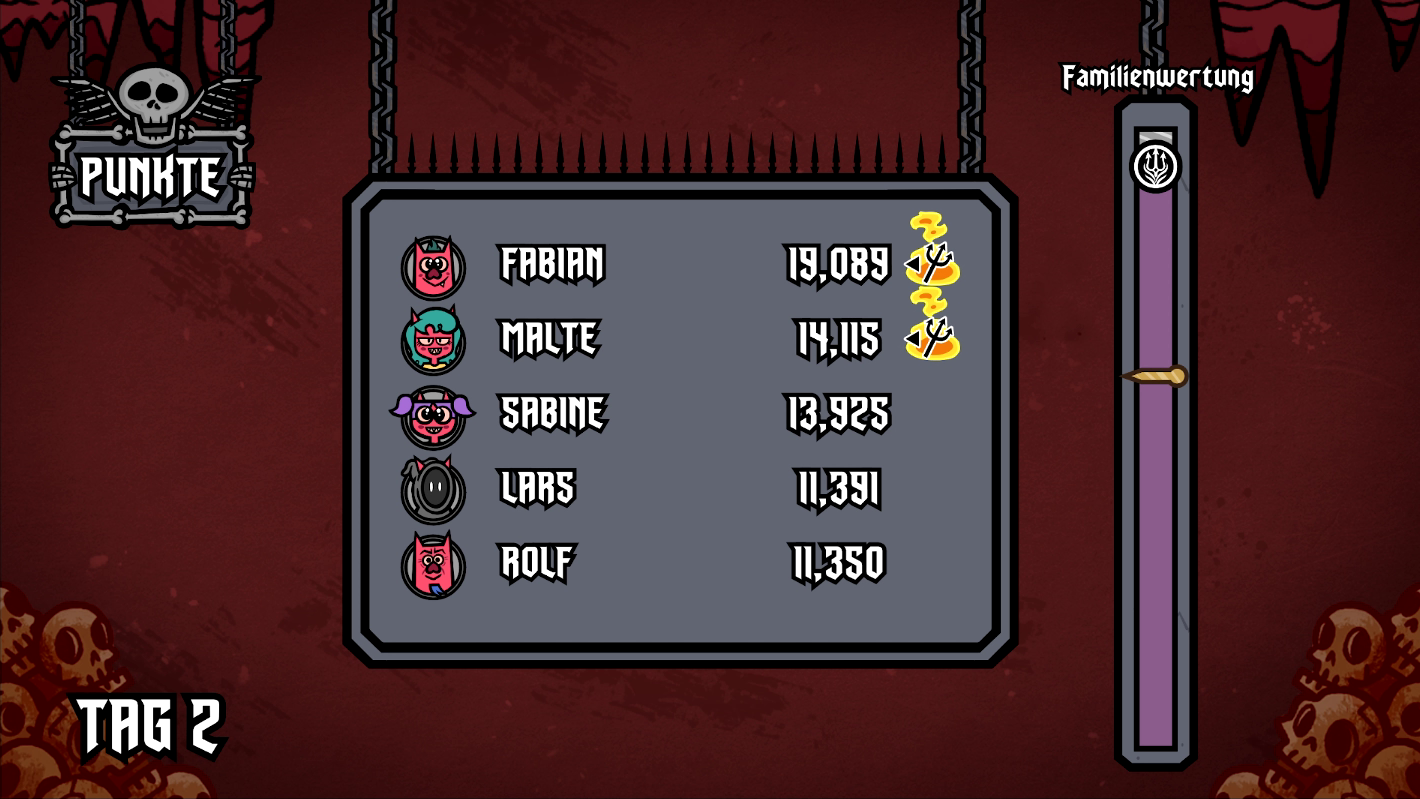 PUNKTE
Familienwertung
FABIAN 19,089
MALTE 14,115
SABINE 13,925
LARS 11,391
ROLF 11,350
TAG 2